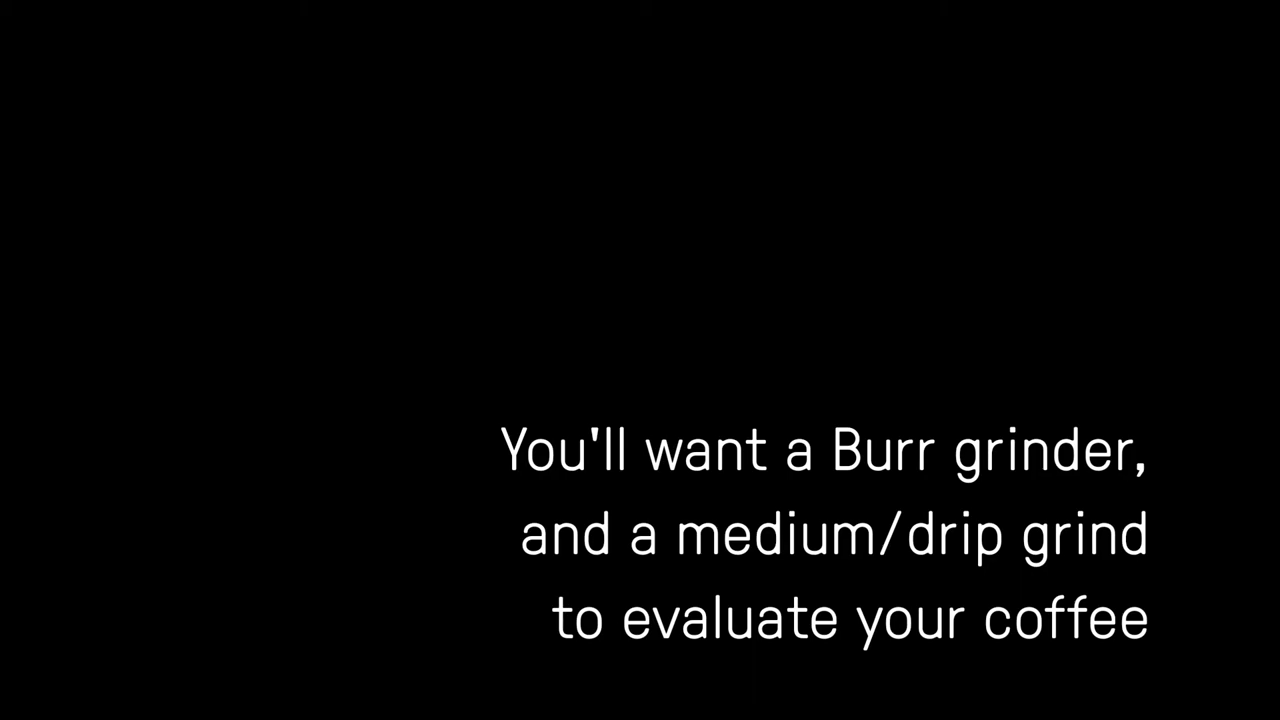 You'll want a Burr grinder,
and a medium/drip grind
to evaluate your coffee